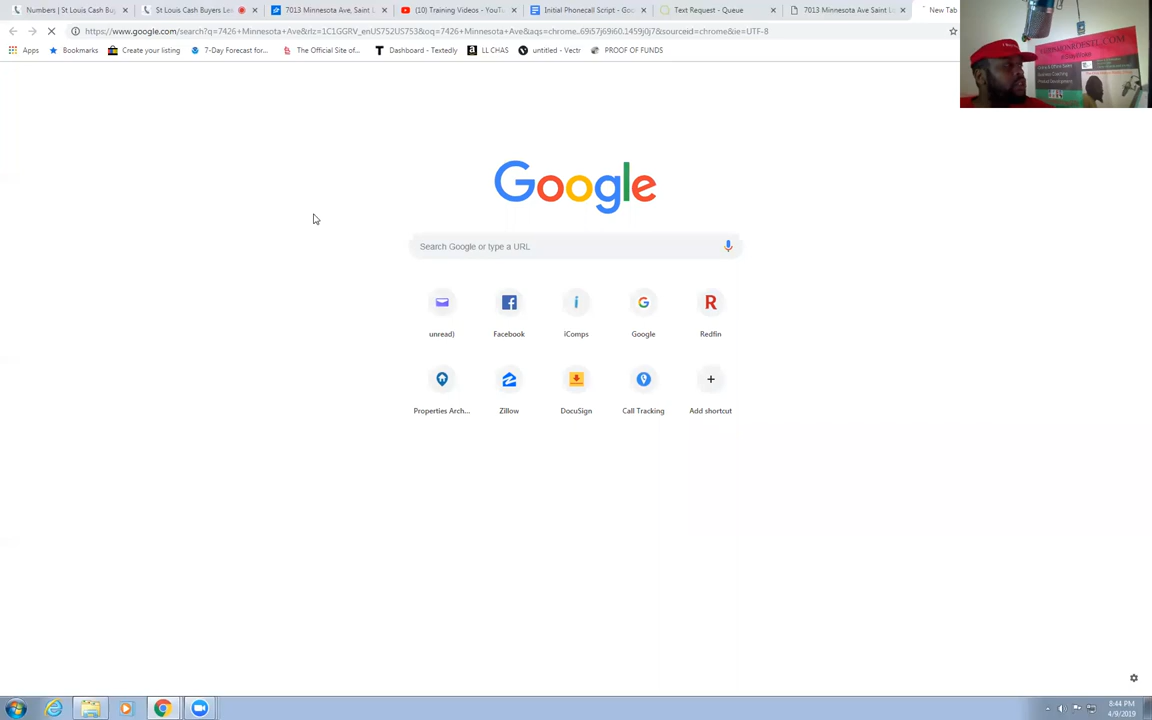 Numbers | St Louis Cash Buy
St Louis Cash Buyers Lea
7013 Minnesota Ave, Saint L
(10) Training Videos - YouTu
Initial Phonecall Script - Goo
Text Request - Queue
7013 Minnesota Ave Saint Lo
New Tab
https://www.google.com/search?q=7426+Minnesota+Ave&rlz=1C1GGRV_enUS752US753&oq=7426+Minnesota+Ave&aqs=chrome..69i57j69i60.1459j0j7&sourceid=chrome&ie=UTF-8
Apps Bookmarks Create your listing 7-Day Forecast for... The Official Site of... Dashboard - Textedly LL CHAS untitled - Vectr PROOF OF FUNDS
Google
Search Google or type a URL
unread) Facebook iComps Google Redfin
Properties Arch... Zillow DocuSign Call Tracking Add shortcut
8:44 PM
4/9/2019